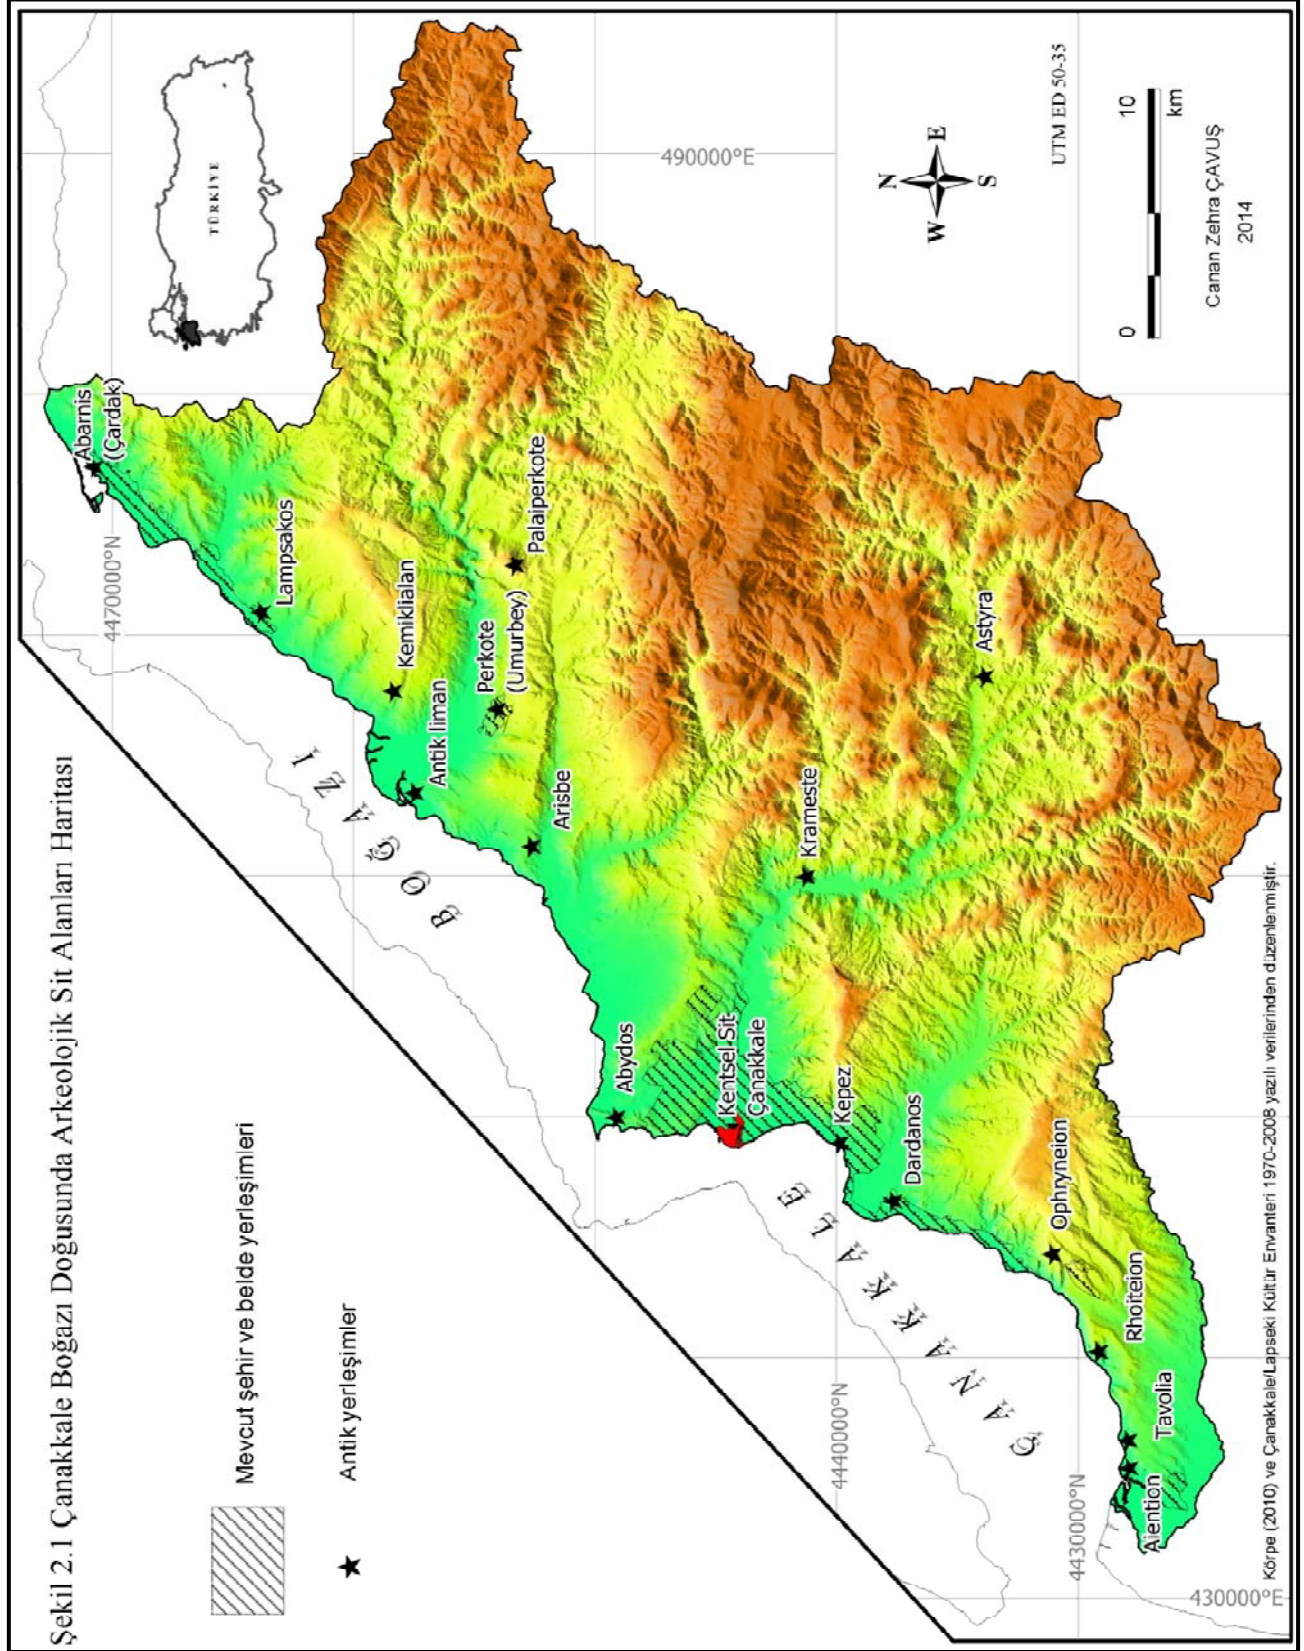 Şekil 2.1 Çanakkale Boğazı Doğusunda Arkeolojik Sit Alanları Haritası
Mevcut şehir ve belde yerleşimleri
Antik yerleşimler
TÜRKİYE
4470000°N
Abarnis
(Çardak)
Lampsakos
Kemiklialan
Antik liman
Perkote
(Umurbey)
Palaiperkote
Arisbe
Abydos
Kentsel Sit
Çanakkale
Krameste
Astyra
Kepez
Dardanos
Ophryneion
Rhoiteion
Tavolia
Aiention
ÇANAKKALE BOĞAZI
4440000°N
4430000°N
430000°E
490000°E
N
W E
S
UTM ED 50-35
0 10
km
Canan Zehra ÇAVUŞ
2014
Körpe (2010) ve Çanakkale/Lapseki Kültür Envanteri 1970-2008 yazılı verilerinden düzenlenmiştir.